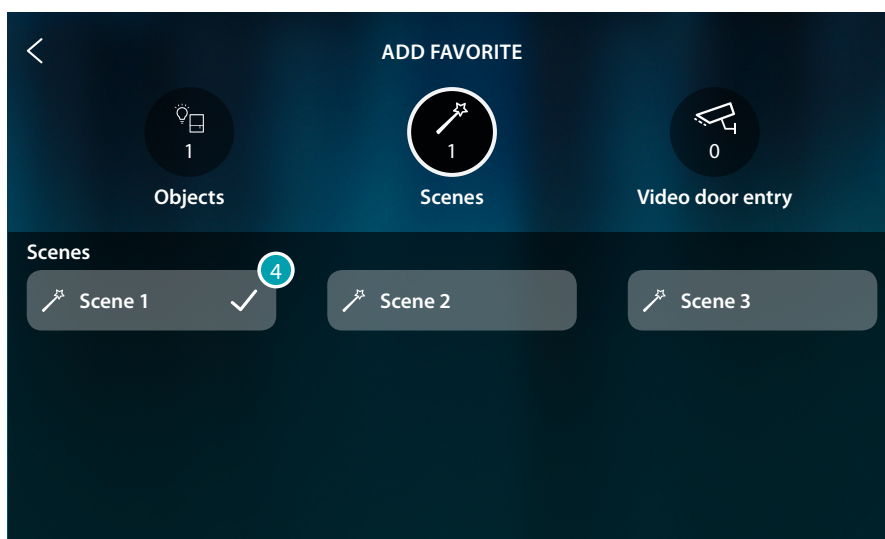 ADD FAVORITE
1
1
0
Objects
Scenes
Video door entry
Scenes
4
Scene 1
Scene 2
Scene 3